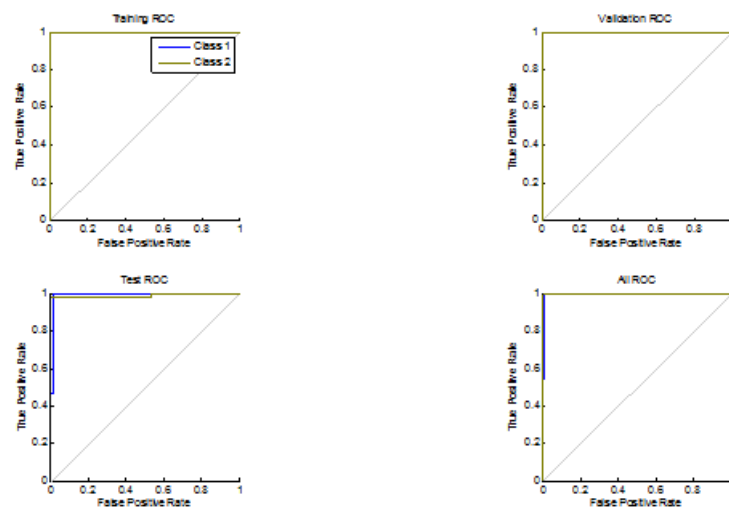 Training ROC
Class 1
Class 2
True Positive Rate
1
0.8
0.6
0.4
0.2
0
0 0.2 0.4 0.6 0.8 1
False Positive Rate
Validation ROC
True Positive Rate
1
0.8
0.6
0.4
0.2
0
0 0.2 0.4 0.6 0.8
False Positive Rate
Test ROC
True Positive Rate
1
0.8
0.6
0.4
0.2
0
0 0.2 0.4 0.6 0.8 1
False Positive Rate
All ROC
True Positive Rate
1
0.8
0.6
0.4
0.2
0
0 0.2 0.4 0.6 0.8
False Positive Rate